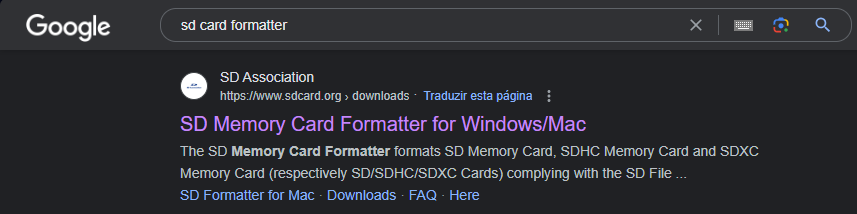 Google
sd card formatter
SD Association
https://www.sdcard.org › downloads · Traduzir esta página
SD Memory Card Formatter for Windows/Mac
The SD Memory Card Formatter formats SD Memory Card, SDHC Memory Card and SDXC
Memory Card (respectively SD/SDHC/SDXC Cards) complying with the SD File ...
SD Formatter for Mac · Downloads · FAQ · Here